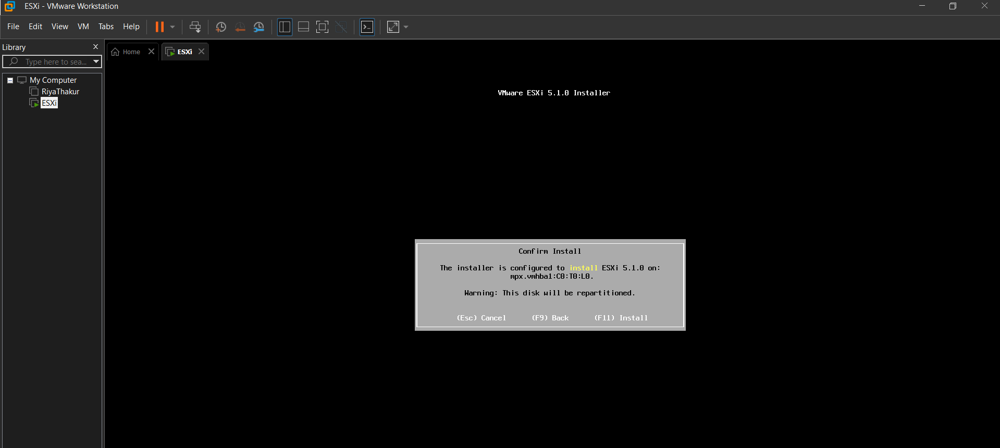 ESXi - VMware Workstation
File Edit View VM Tabs Help
Library
Type here to sea...
My Computer
RiyaThakur
ESXi
Home
ESXi
VMware ESXi 5.1.0 Installer
Confirm Install
The installer is configured to install ESXi 5.1.0 on:
mpx.vmhba1:C0:T0:L0.
Warning: This disk will be repartitioned.
(Esc) Cancel (F9) Back (F11) Install